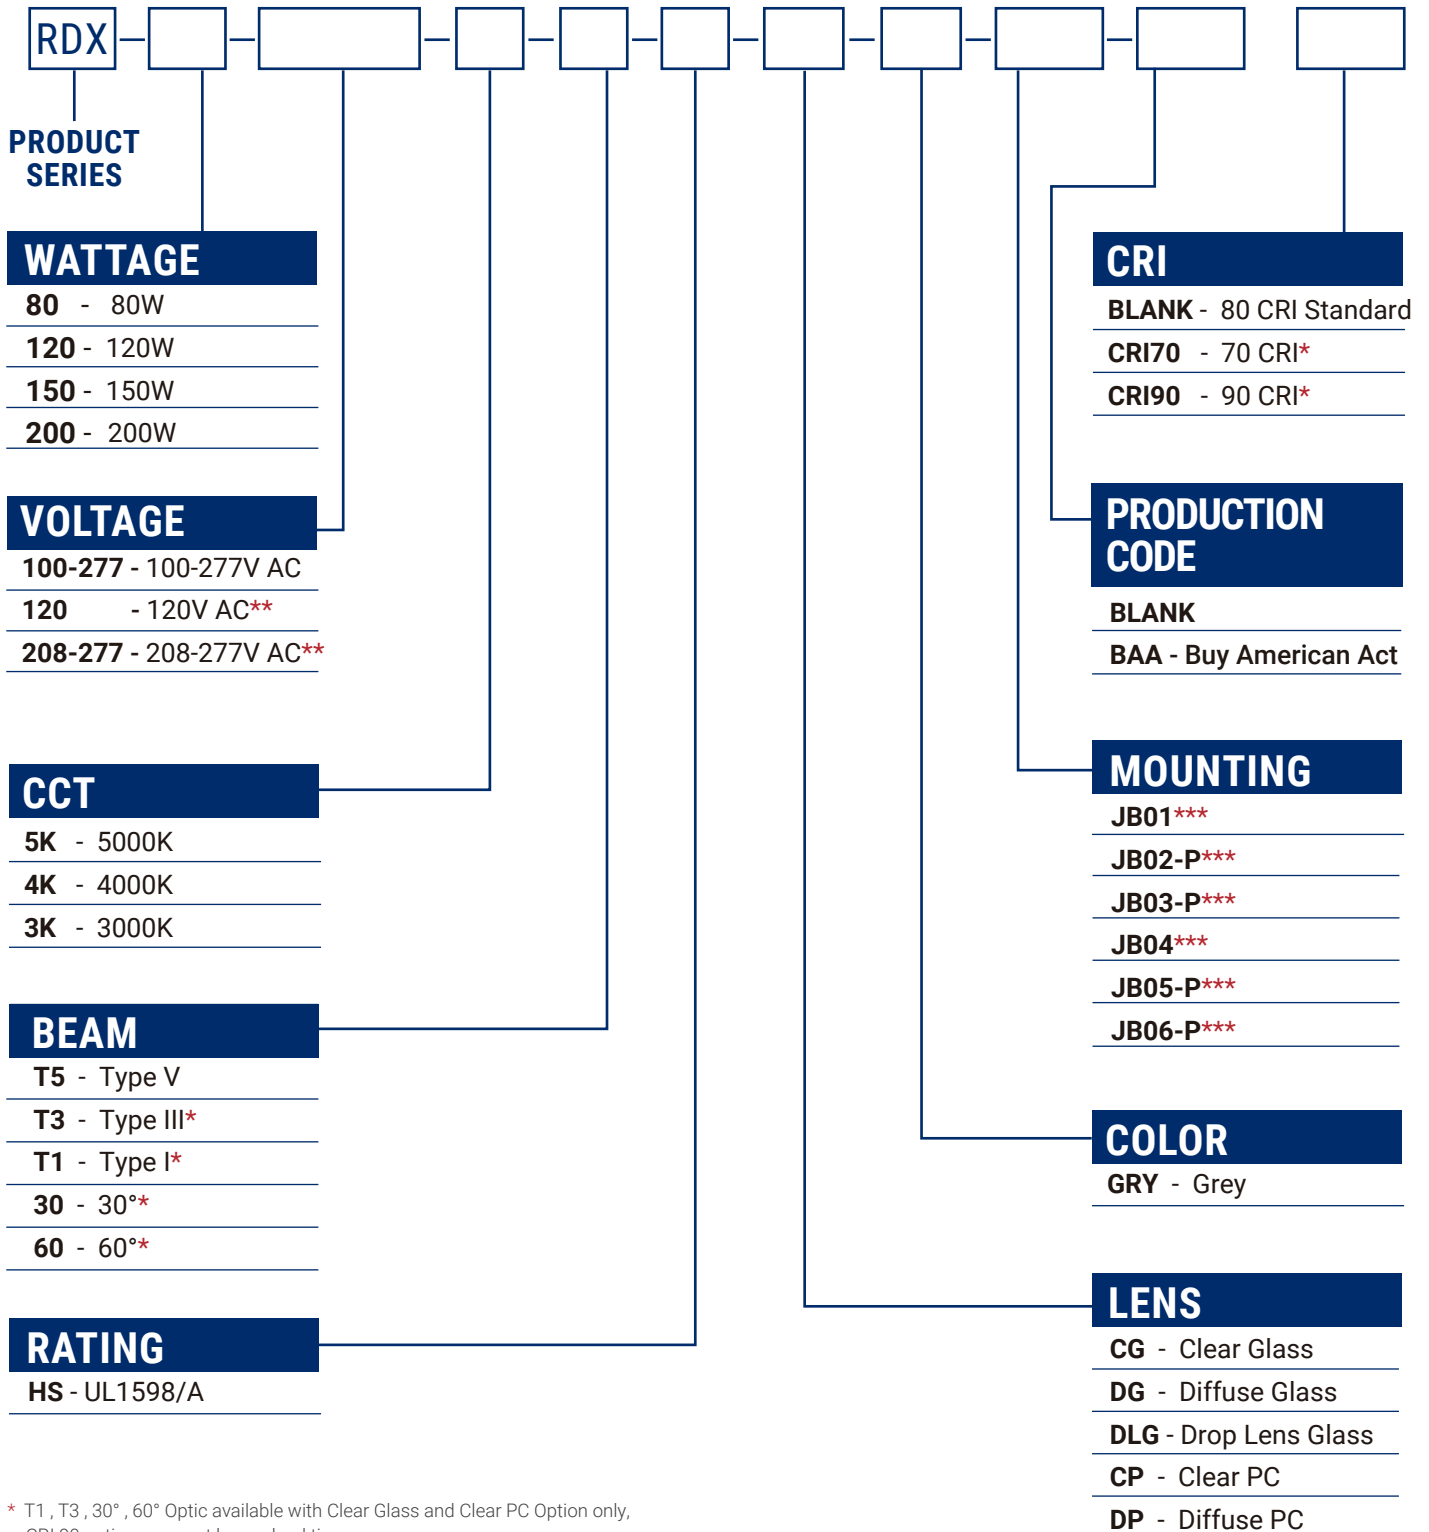 RDX
PRODUCT
SERIES
WATTAGE
80 - 80W
120 - 120W
150 - 150W
200 - 200W
VOLTAGE
100-277 - 100-277V AC
120 - 120V AC**
208-277 - 208-277V AC**
CCT
5K - 5000K
4K - 4000K
3K - 3000K
BEAM
T5 - Type V
T3 - Type III*
T1 - Type I*
30 - 30°*
60 - 60°*
RATING
HS - UL1598/A
CRI
BLANK - 80 CRI Standard
CRI70 - 70 CRI*
CRI90 - 90 CRI*
PRODUCTION
CODE
BLANK
BAA - Buy American Act
MOUNTING
JB01***
JB02-P***
JB03-P***
JB04***
JB05-P***
JB06-P***
COLOR
GRY - Grey
LENS
CG - Clear Glass
DG - Diffuse Glass
DLG - Drop Lens Glass
CP - Clear PC
DP - Diffuse PC
* T1 , T3 , 30° , 60° Optic available with Clear Glass and Clear PC Option only,